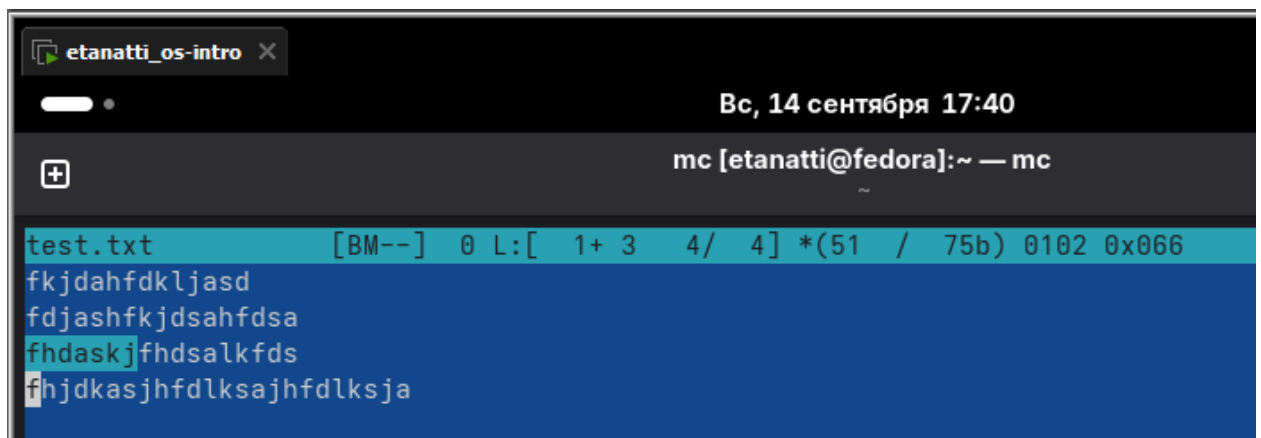 etanatti_os-intro
Вс, 14 сентября 17:40
mc [etanatti@fedora]:~ — mc
~
test.txt [BM--] 0 L:[ 1+ 3 4/ 4] *(51 / 75b) 0102 0x066
fkjdahfdkljasd
fdjashfkjdsahfdsa
fhdaskjfhdsalkfds
fhjdkasjhfdlksajhfdlksja